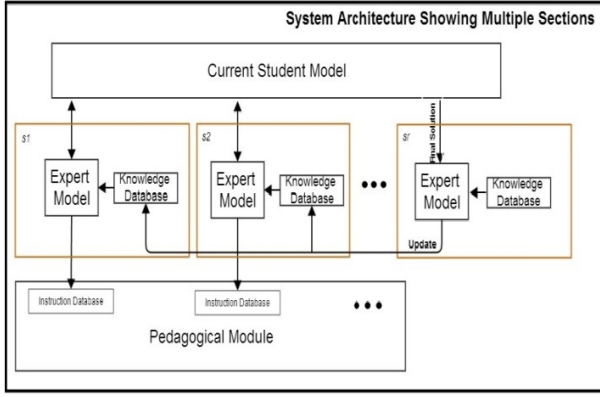 System Architecture Showing Multiple Sections
Current Student Model
Final Solution
s1
s2
sr
Expert
Model
Knowledge
Database
Expert
Model
Knowledge
Database
Expert
Model
Knowledge
Database
Update
Instruction Database
Instruction Database
Pedagogical Module